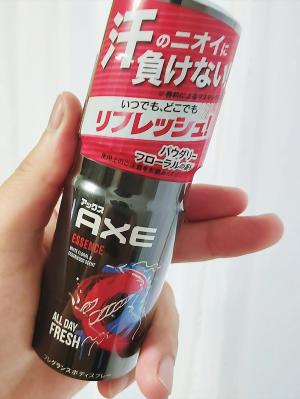 汗のニオイに
負けない!
いつでも、どこでも
リフレッシュ!
パウダリー
フローラルの香り
アックス
AXE
ESSENCE
ALL DAY
FRESH
フレグランスボディスプレー